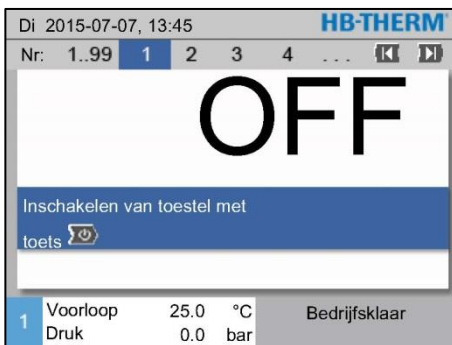 Di 2015-07-07, 13:45 HB-THERM
Nr: 1..99 1 2 3 4 ...
OFF
Inschakelen van toestel met
toets
1 Voorloop 25.0 °C Bedrijfsklaar
Druk 0.0 bar